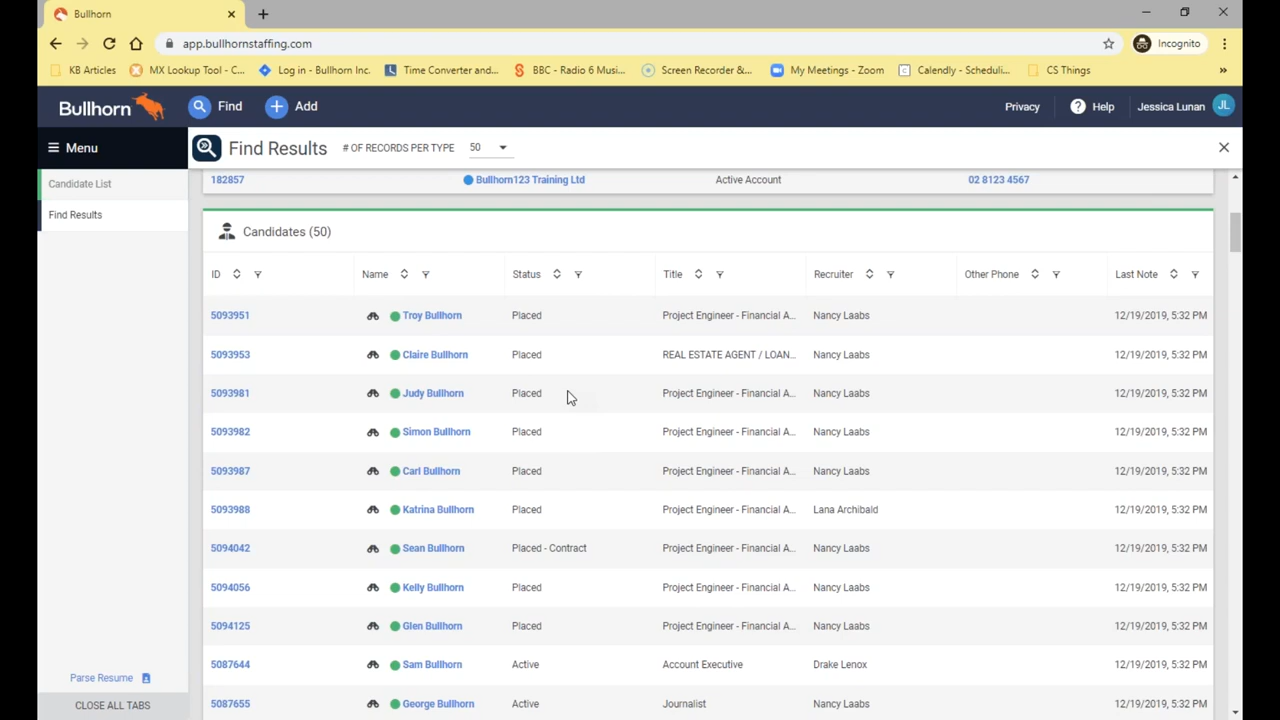 Bullhorn
app.bullhornstaffing.com
Incognito
KB Articles MX Lookup Tool - C... Log in - Bullhorn Inc. Time Converter and... BBC - Radio 6 Musi... Screen Recorder &... My Meetings - Zoom Calendly - Scheduli... CS Things
Bullhorn Find Add Privacy Help Jessica Lunan JL
Menu Find Results # OF RECORDS PER TYPE 50
Candidate List
Find Results
182857 Bullhorn123 Training Ltd Active Account 02 8123 4567
Candidates (50)
ID Name Status Title Recruiter Other Phone Last Note
5093951 Troy Bullhorn Placed Project Engineer - Financial A... Nancy Laabs 12/19/2019, 5:32 PM
5093953 Claire Bullhorn Placed REAL ESTATE AGENT / LOAN... Nancy Laabs 12/19/2019, 5:32 PM
5093981 Judy Bullhorn Placed Project Engineer - Financial A... Nancy Laabs 12/19/2019, 5:32 PM
5093982 Simon Bullhorn Placed Project Engineer - Financial A... Nancy Laabs 12/19/2019, 5:32 PM
5093987 Carl Bullhorn Placed Project Engineer - Financial A... Nancy Laabs 12/19/2019, 5:32 PM
5093988 Katrina Bullhorn Placed Project Engineer - Financial A... Lana Archibald 12/19/2019, 5:32 PM
5094042 Sean Bullhorn Placed - Contract Project Engineer - Financial A... Nancy Laabs 12/19/2019, 5:32 PM
5094056 Kelly Bullhorn Placed Project Engineer - Financial A... Nancy Laabs 12/19/2019, 5:32 PM
5094125 Glen Bullhorn Placed Project Engineer - Financial A... Nancy Laabs 12/19/2019, 5:32 PM
5087644 Sam Bullhorn Active Account Executive Drake Lenox 12/19/2019, 5:32 PM
5087655 George Bullhorn Active Journalist Nancy Laabs 12/19/2019, 5:32 PM
Parse Resume
CLOSE ALL TABS